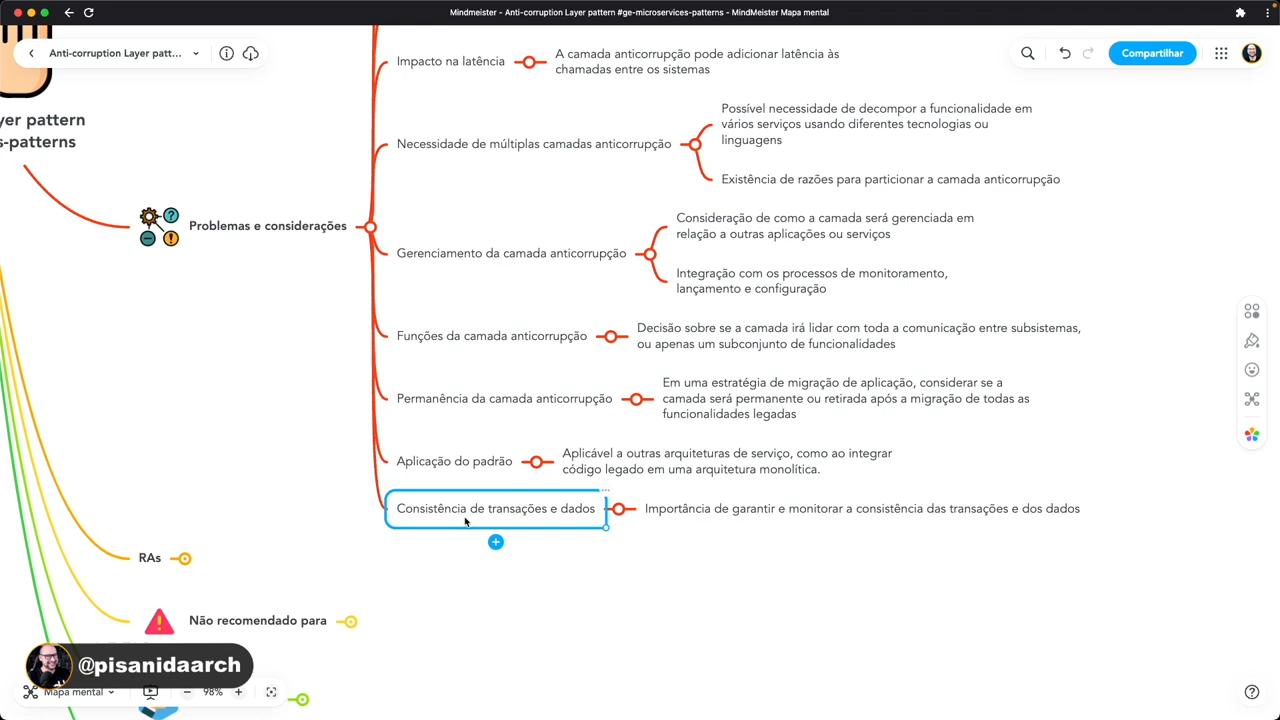 Mindmeister - Anti-corruption Layer pattern #ge-microservices-patterns - MindMeister Mapa mental
Anti-corruption Layer patt...
Compartilhar
yer pattern
s-patterns
Problemas e considerações
Impacto na latência
A camada anticorrupção pode adicionar latência às
chamadas entre os sistemas
Necessidade de múltiplas camadas anticorrupção
Possível necessidade de decompor a funcionalidade em
vários serviços usando diferentes tecnologias ou
linguagens
Existência de razões para particionar a camada anticorrupção
Gerenciamento da camada anticorrupção
Consideração de como a camada será gerenciada em
relação a outras aplicações ou serviços
Integração com os processos de monitoramento,
lançamento e configuração
Funções da camada anticorrupção
Decisão sobre se a camada irá lidar com toda a comunicação entre subsistemas,
ou apenas um subconjunto de funcionalidades
Permanência da camada anticorrupção
Em uma estratégia de migração de aplicação, considerar se a
camada será permanente ou retirada após a migração de todas as
funcionalidades legadas
Aplicação do padrão
Aplicável a outras arquiteturas de serviço, como ao integrar
código legado em uma arquitetura monolítica.
Consistência de transações e dados
Importância de garantir e monitorar a consistência das transações e dos dados
RAs
Não recomendado para
@pisanidaarch
Mapa mental
98%